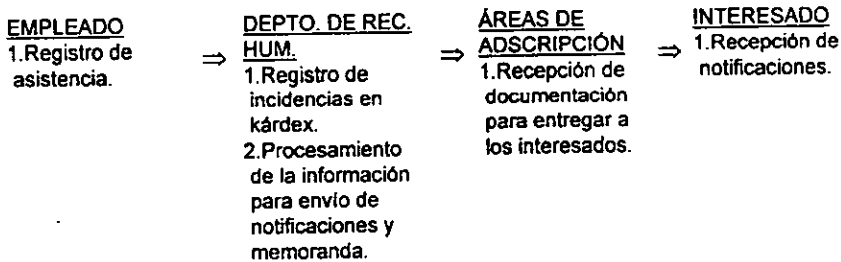 EMPLEADO
1.Registro de
asistencia.
⇒
DEPTO. DE REC.
HUM.
1.Registro de
incidencias en
kárdex.
2.Procesamiento
de la información
para envío de
notificaciones y
memoranda.
⇒
ÁREAS DE
ADSCRIPCIÓN
1.Recepción de
documentación
para entregar a
los interesados.
⇒
INTERESADO
1.Recepción de
notificaciones.